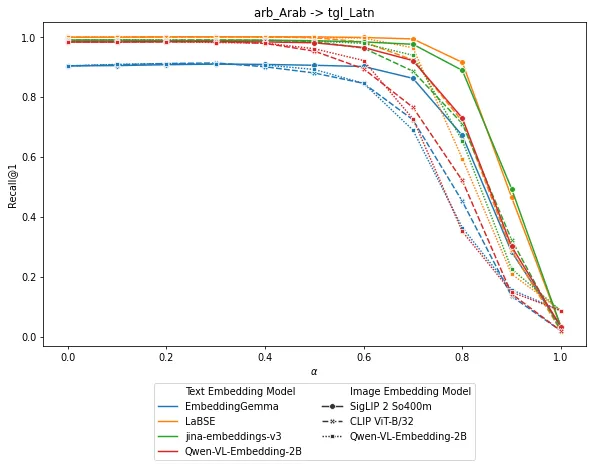 arb_Arab -> tgl_Latn
1.0
0.8
0.6
0.4
0.2
0.0
Recall@1
0.0 0.2 0.4 0.6 0.8 1.0
α
Text Embedding Model Image Embedding Model
EmbeddingGemma SigLIP 2 So400m
LaBSE CLIP ViT-B/32
jina-embeddings-v3 Qwen-VL-Embedding-2B
Qwen-VL-Embedding-2B